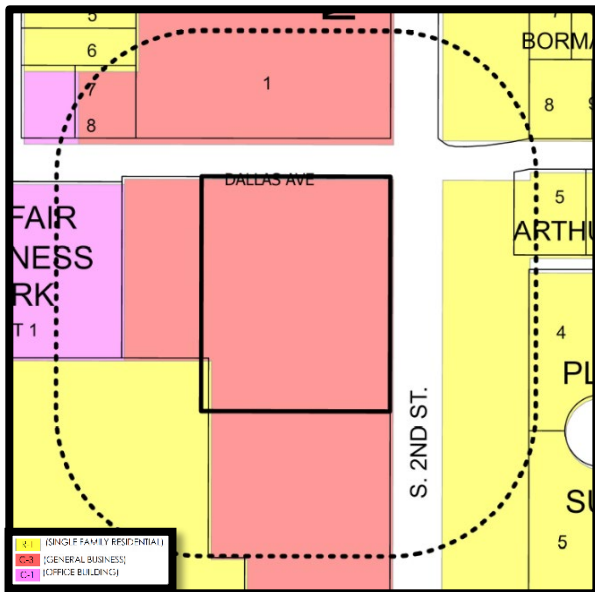 5
6
7
8
1
7
BORMA
8
9
DALLAS AVE
FAIR
NESS
RK
T 1
5
ARTHU
4
PL
S. 2ND ST.
SU
5
R-1 (SINGLE FAMILY RESIDENTIAL)
C-3 (GENERAL BUSINESS)
C-1 (OFFICE BUILDING)